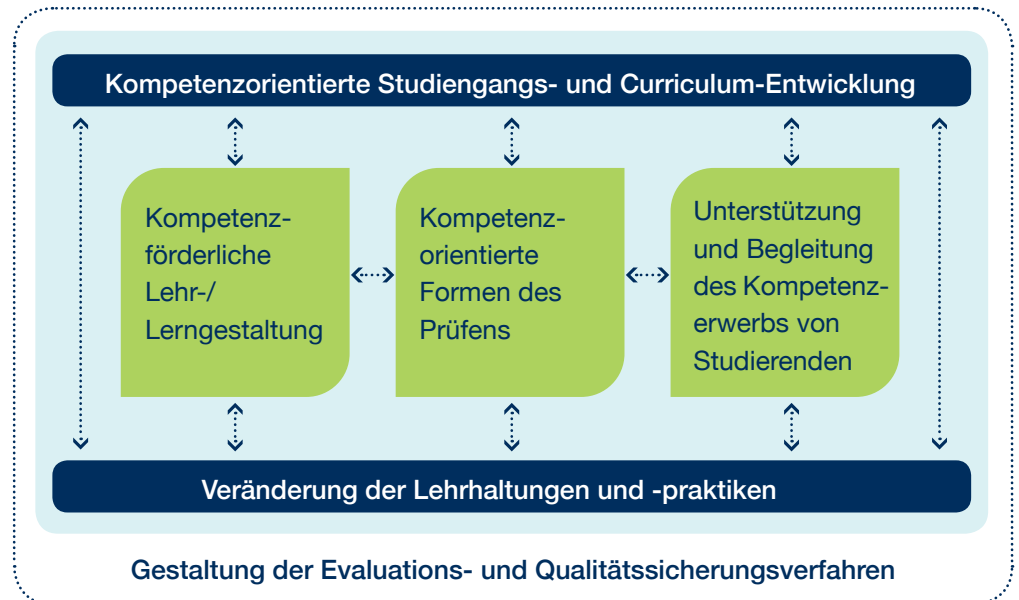 Kompetenzorientierte Studiengangs- und Curriculum-Entwicklung
Kompetenz-
förderliche
Lehr-/
Lerngestaltung
Kompetenz-
orientierte
Formen des
Prüfens
Unterstützung
und Begleitung
des Kompetenz-
erwerbs von
Studierenden
Veränderung der Lehrhaltungen und -praktiken
Gestaltung der Evaluations- und Qualitätssicherungsverfahren